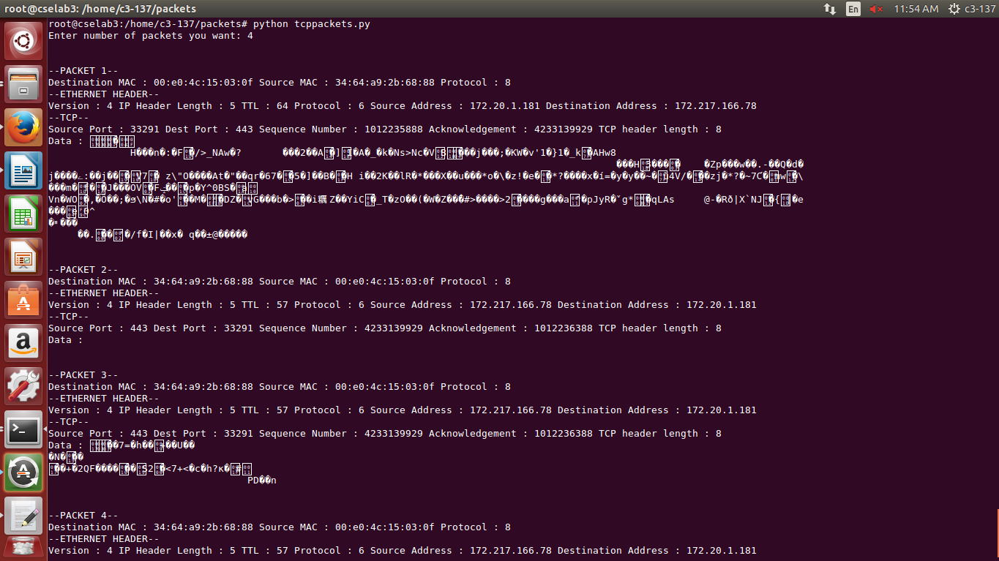 root@cselab3: /home/c3-137/packets
En
11:54 AM
c3-137
root@cselab3:/home/c3-137/packets# python tcppackets.py
Enter number of packets you want: 4
--PACKET 1--
Destination MAC : 00:e0:4c:15:03:0f Source MAC : 34:64:a9:2b:68:88 Protocol : 8
--ETHERNET HEADER--
Version : 4 IP Header Length : 5 TTL : 64 Protocol : 6 Source Address : 172.20.1.181 Destination Address : 172.217.166.78
--TCP--
Source Port : 33291 Dest Port : 443 Sequence Number : 1012235888 Acknowledgement : 4233139929 TCP header length : 8
Data :
--PACKET 2--
Destination MAC : 34:64:a9:2b:68:88 Source MAC : 00:e0:4c:15:03:0f Protocol : 8
--ETHERNET HEADER--
Version : 4 IP Header Length : 5 TTL : 57 Protocol : 6 Source Address : 172.217.166.78 Destination Address : 172.20.1.181
--TCP--
Source Port : 443 Dest Port : 33291 Sequence Number : 4233139929 Acknowledgement : 1012236388 TCP header length : 8
Data :
--PACKET 3--
Destination MAC : 34:64:a9:2b:68:88 Source MAC : 00:e0:4c:15:03:0f Protocol : 8
--ETHERNET HEADER--
Version : 4 IP Header Length : 5 TTL : 57 Protocol : 6 Source Address : 172.217.166.78 Destination Address : 172.20.1.181
--TCP--
Source Port : 443 Dest Port : 33291 Sequence Number : 4233139929 Acknowledgement : 1012236388 TCP header length : 8
Data :
--PACKET 4--
Destination MAC : 34:64:a9:2b:68:88 Source MAC : 00:e0:4c:15:03:0f Protocol : 8
--ETHERNET HEADER--
Version : 4 IP Header Length : 5 TTL : 57 Protocol : 6 Source Address : 172.217.166.78 Destination Address : 172.20.1.181